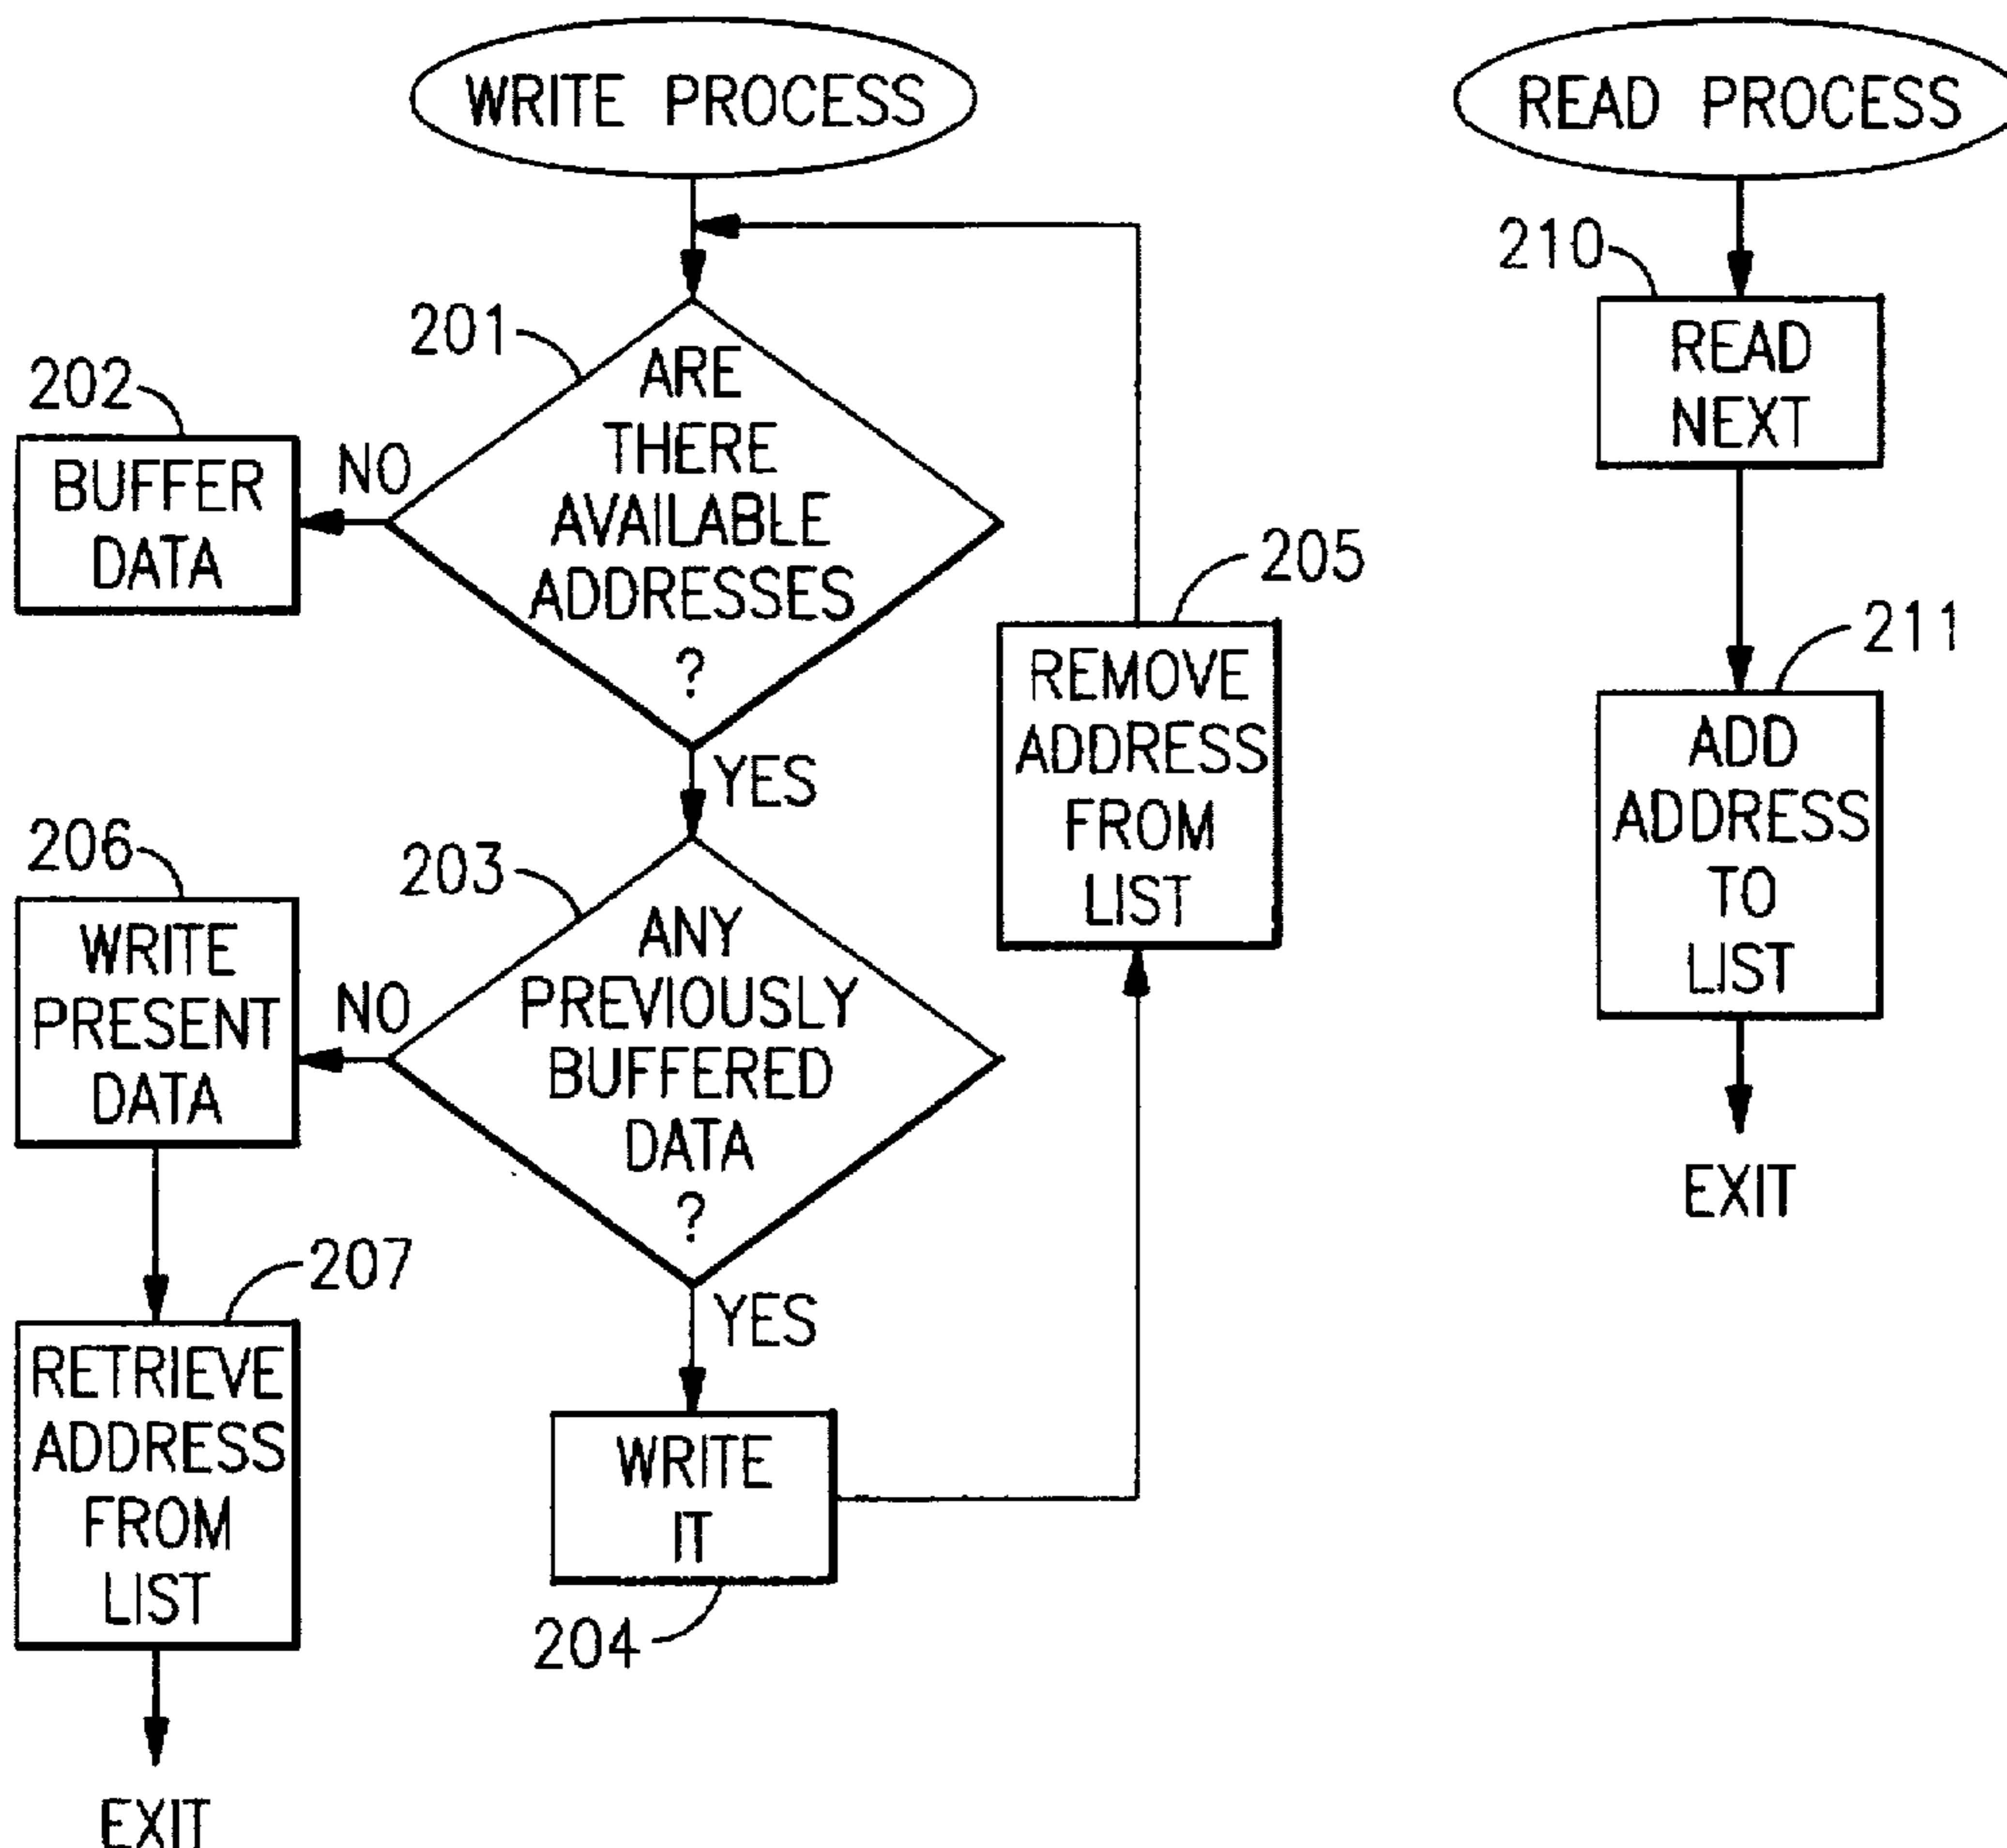 WRITE PROCESS
201
ARE
THERE
AVAILABLE
ADDRESSES
?
NO
202
BUFFER
DATA
YES
203
ANY
PREVIOUSLY
BUFFERED
DATA
?
NO
206
WRITE
PRESENT
DATA
207
RETRIEVE
ADDRESS
FROM
LIST
EXIT
YES
WRITE
IT
204
205
REMOVE
ADDRESS
FROM
LIST
READ PROCESS
210
READ
NEXT
211
ADD
ADDRESS
TO
LIST
EXIT